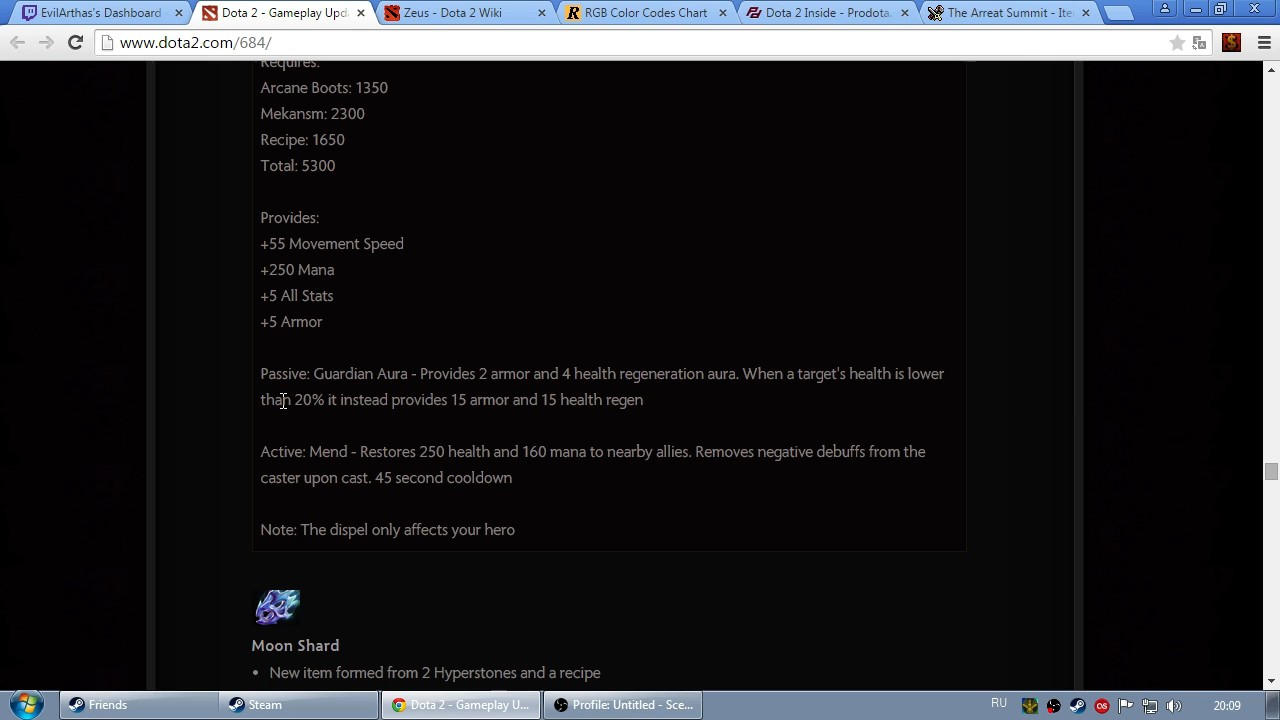 EvilArthas's Dashboard
Dota 2 - Gameplay Upd
Zeus - Dota 2 Wiki
RGB Color Codes Chart
Dota 2 Inside - Prodota
The Arreat Summit - Ite
www.dota2.com/684/
Requires:
Arcane Boots: 1350
Mekansm: 2300
Recipe: 1650
Total: 5300
Provides:
+55 Movement Speed
+250 Mana
+5 All Stats
+5 Armor
Passive: Guardian Aura - Provides 2 armor and 4 health regeneration aura. When a target's health is lower
than 20% it instead provides 15 armor and 15 health regen
Active: Mend - Restores 250 health and 160 mana to nearby allies. Removes negative debuffs from the
caster upon cast. 45 second cooldown
Note: The dispel only affects your hero
Moon Shard
• New item formed from 2 Hyperstones and a recipe
Friends
Steam
Dota 2 - Gameplay U...
Profile: Untitled - Sce...
RU
20:09